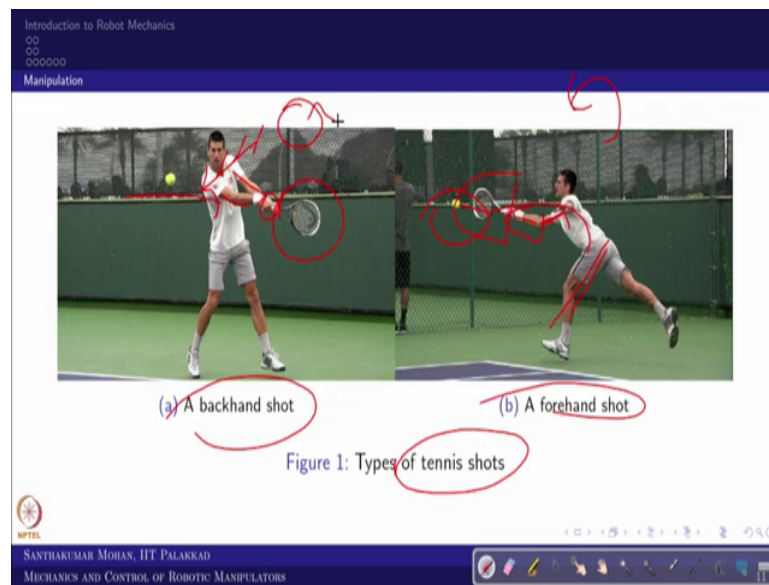 Introduction to Robot Mechanics
Manipulation
(a) A backhand shot
(b) A forehand shot
Figure 1: Types of tennis shots
NPTEL
SANTHAKUMAR MOHAN, IIT PALAKKAD
MECHANICS AND CONTROL OF ROBOTIC MANIPULATORS